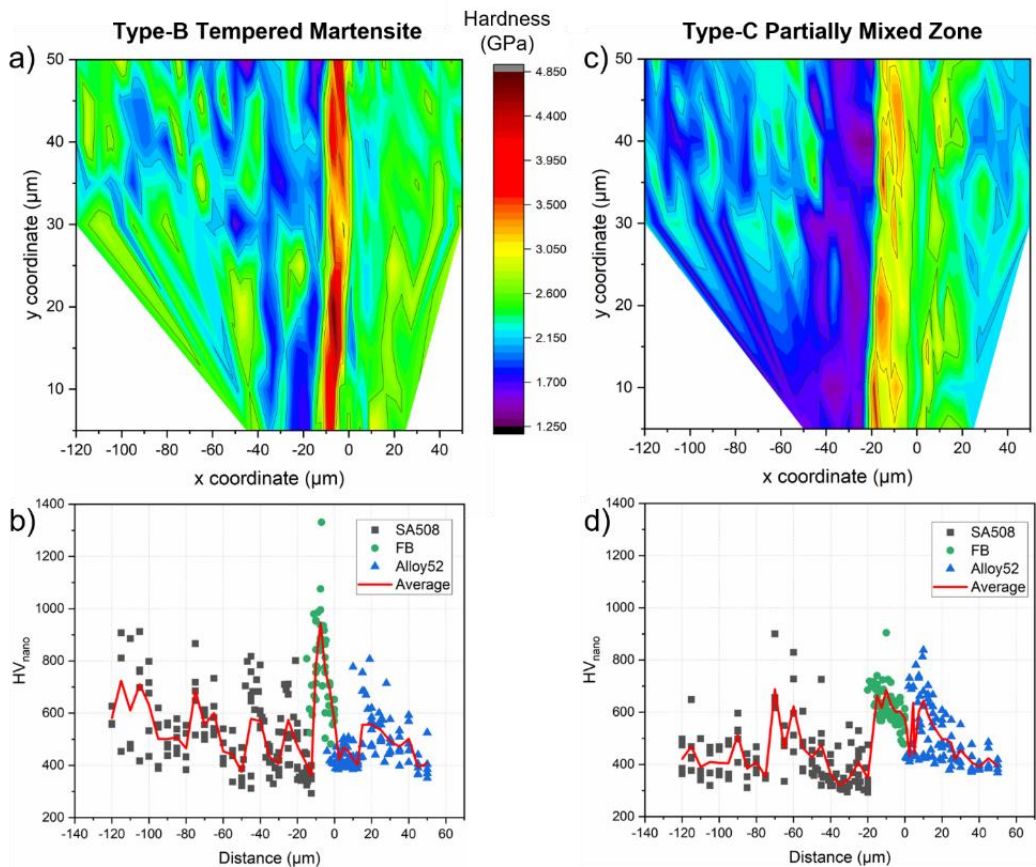 Type-B Tempered Martensite
Hardness
(GPa)
Type-C Partially Mixed Zone
a)
50
40
30
20
10
y coordinate (µm)
-120 -100 -80 -60 -40 -20 0 20 40
x coordinate (µm)
4.850
3.950
3.500
3.050
2.600
2.150
1.700
1.250
c)
50
40
30
20
10
y coordinate (µm)
-120 -100 -80 -60 -40 -20 0 20 40
x coordinate (µm)
b)
1400
1200
1000
800
600
400
200
HVnano
SA508
FB
Alloy52
Average
-140 -120 -100 -80 -60 -40 -20 0 20 40 60
Distance (µm)
d)
1400
1200
1000
800
600
400
200
HVnano
SA508
FB
Alloy52
Average
-140 -120 -100 -80 -60 -40 -20 0 20 40 60
Distance (µm)